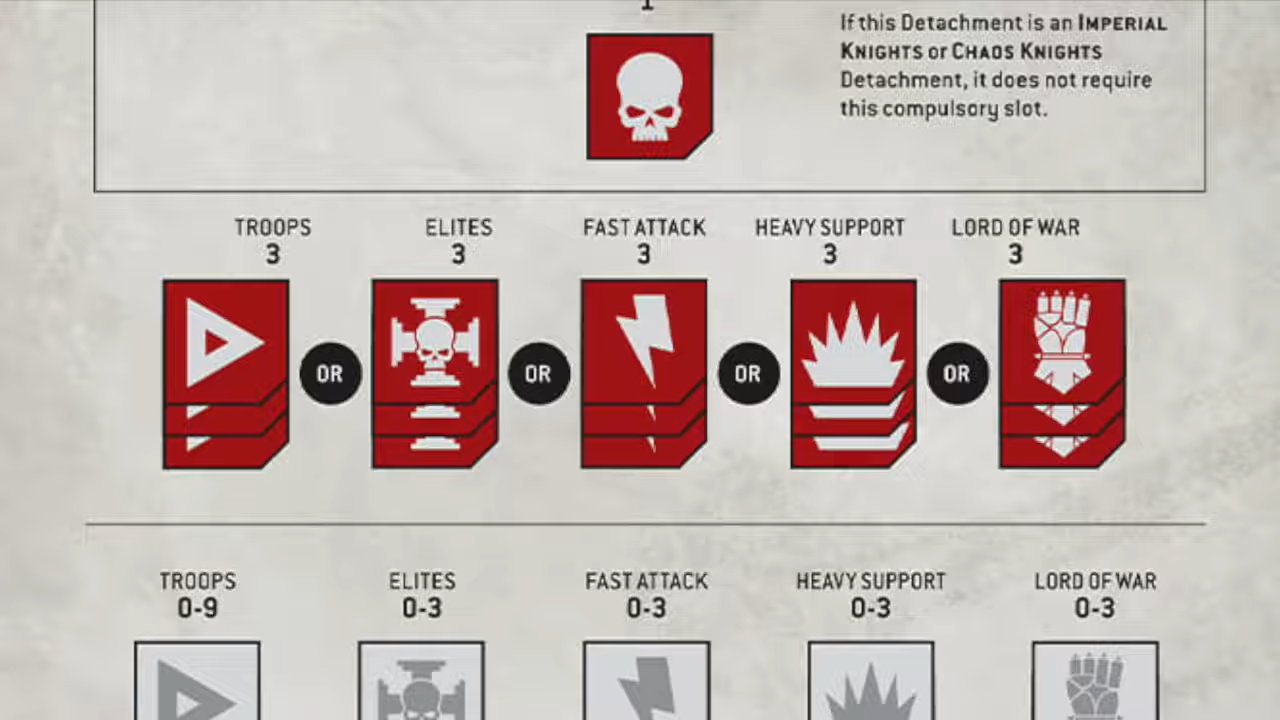 1
If this Detachment is an IMPERIAL
KNIGHTS or CHAOS KNIGHTS
Detachment, it does not require
this compulsory slot.
TROOPS ELITES FAST ATTACK HEAVY SUPPORT LORD OF WAR
3 3 3 3 3
OR OR OR OR
TROOPS ELITES FAST ATTACK HEAVY SUPPORT LORD OF WAR
0-9 0-3 0-3 0-3 0-3